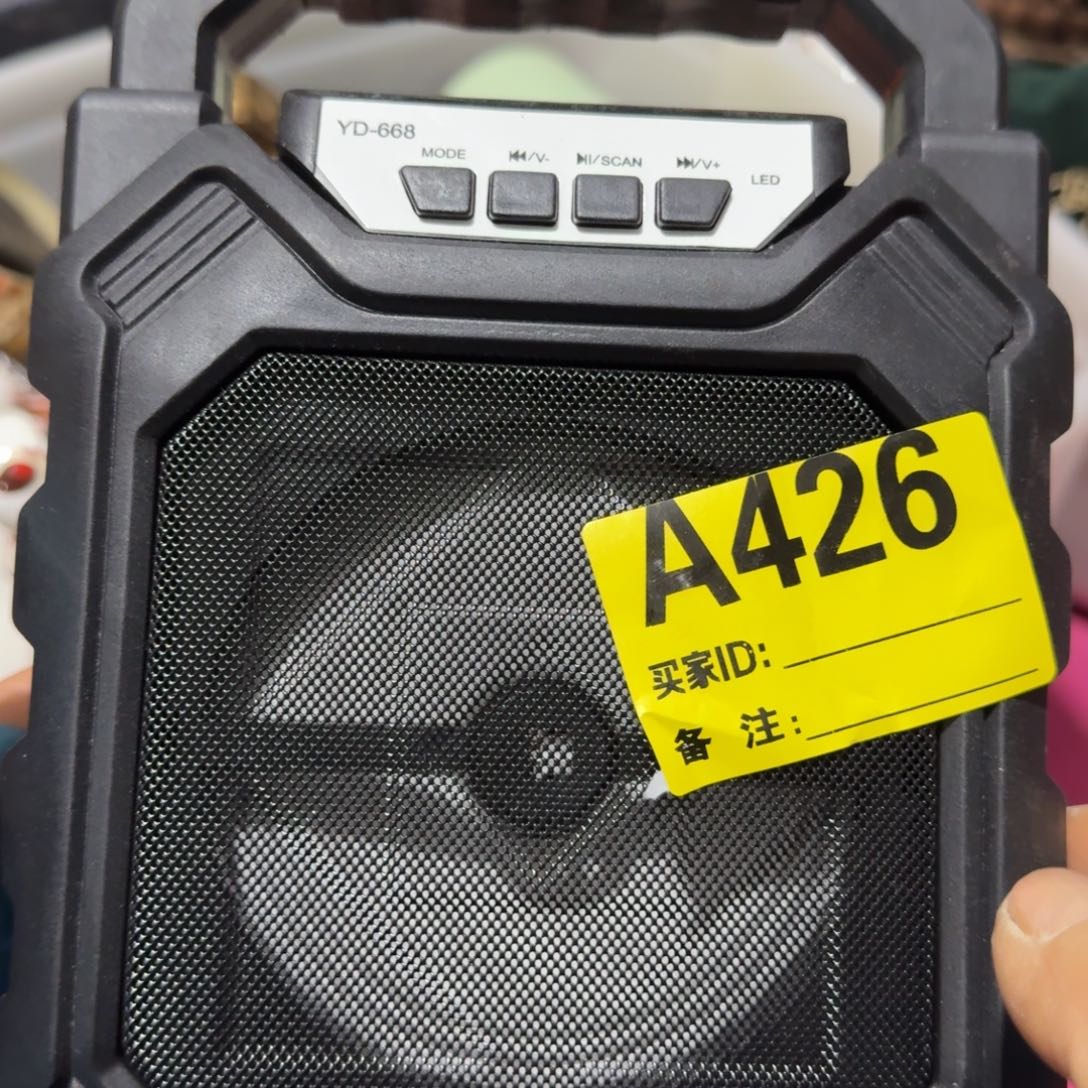 YD-668
MODE
⏮/V-
⏯/SCAN
⏭/V+
LED
A426
买家ID:
备 注: